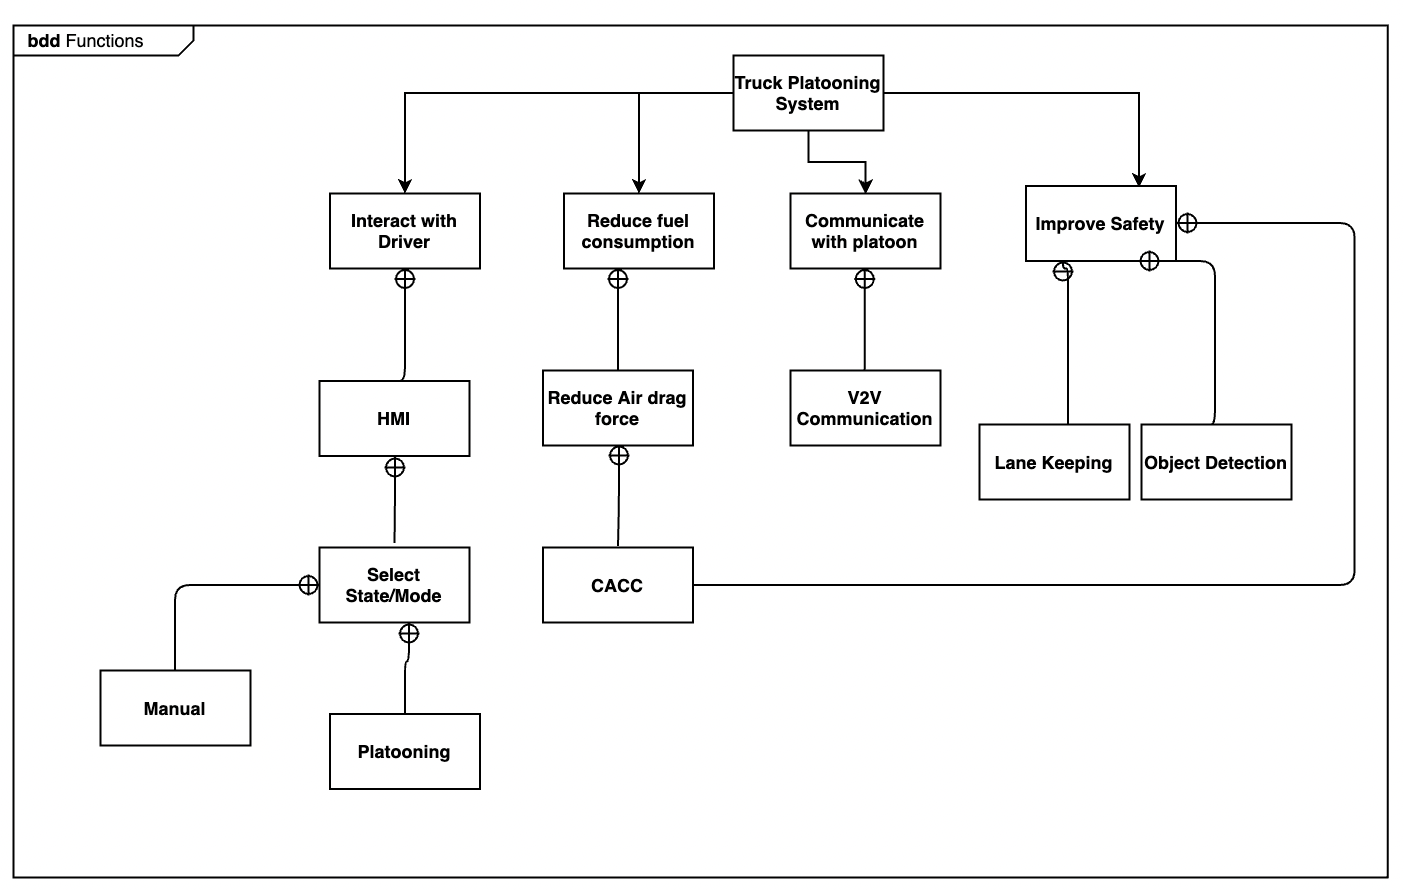 bdd Functions
Truck Platooning
System
Interact with
Driver
Reduce fuel
consumption
Communicate
with platoon
Improve Safety
HMI
Reduce Air drag
force
V2V
Communication
Lane Keeping
Object Detection
Select
State/Mode
CACC
Manual
Platooning